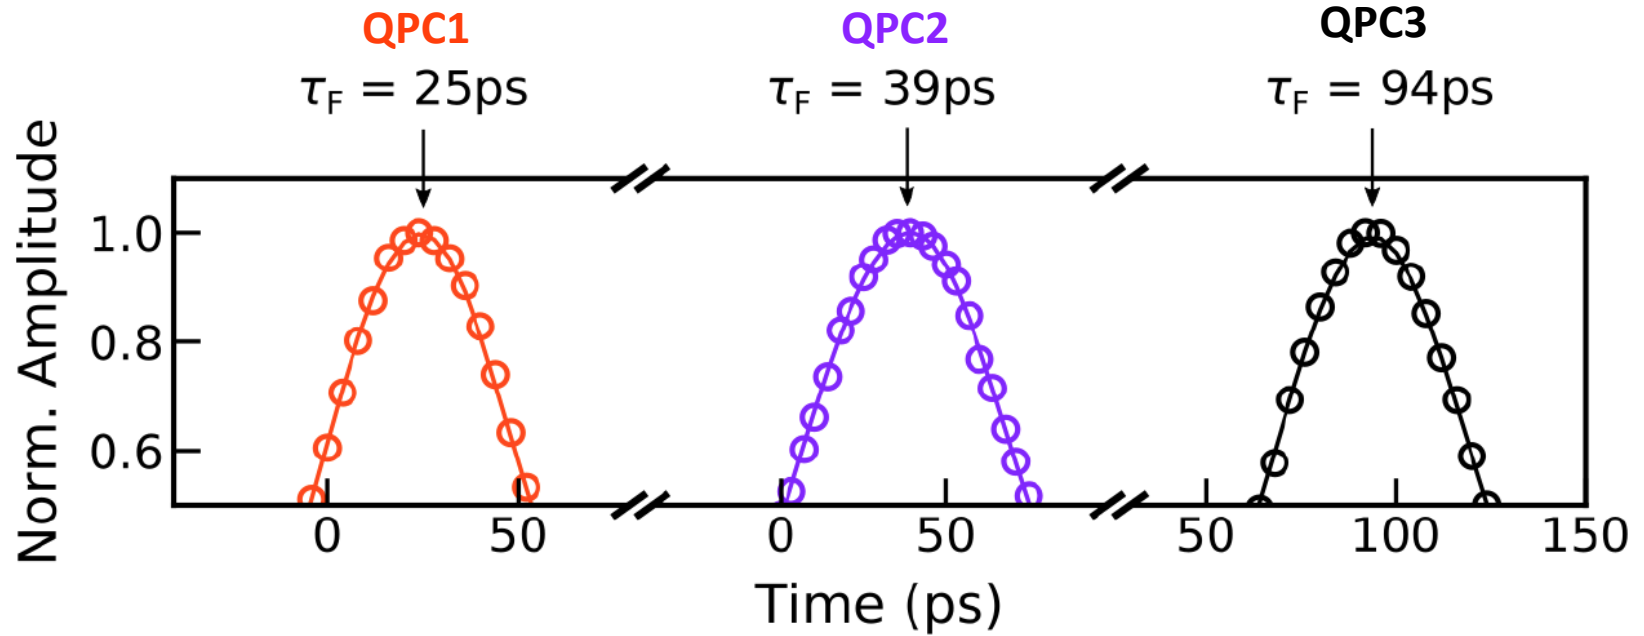 QPC1 QPC2 QPC3
τF = 25ps τF = 39ps τF = 94ps
Norm. Amplitude
1.0
0.8
0.6
0 50 0 50 50 100 150
Time (ps)